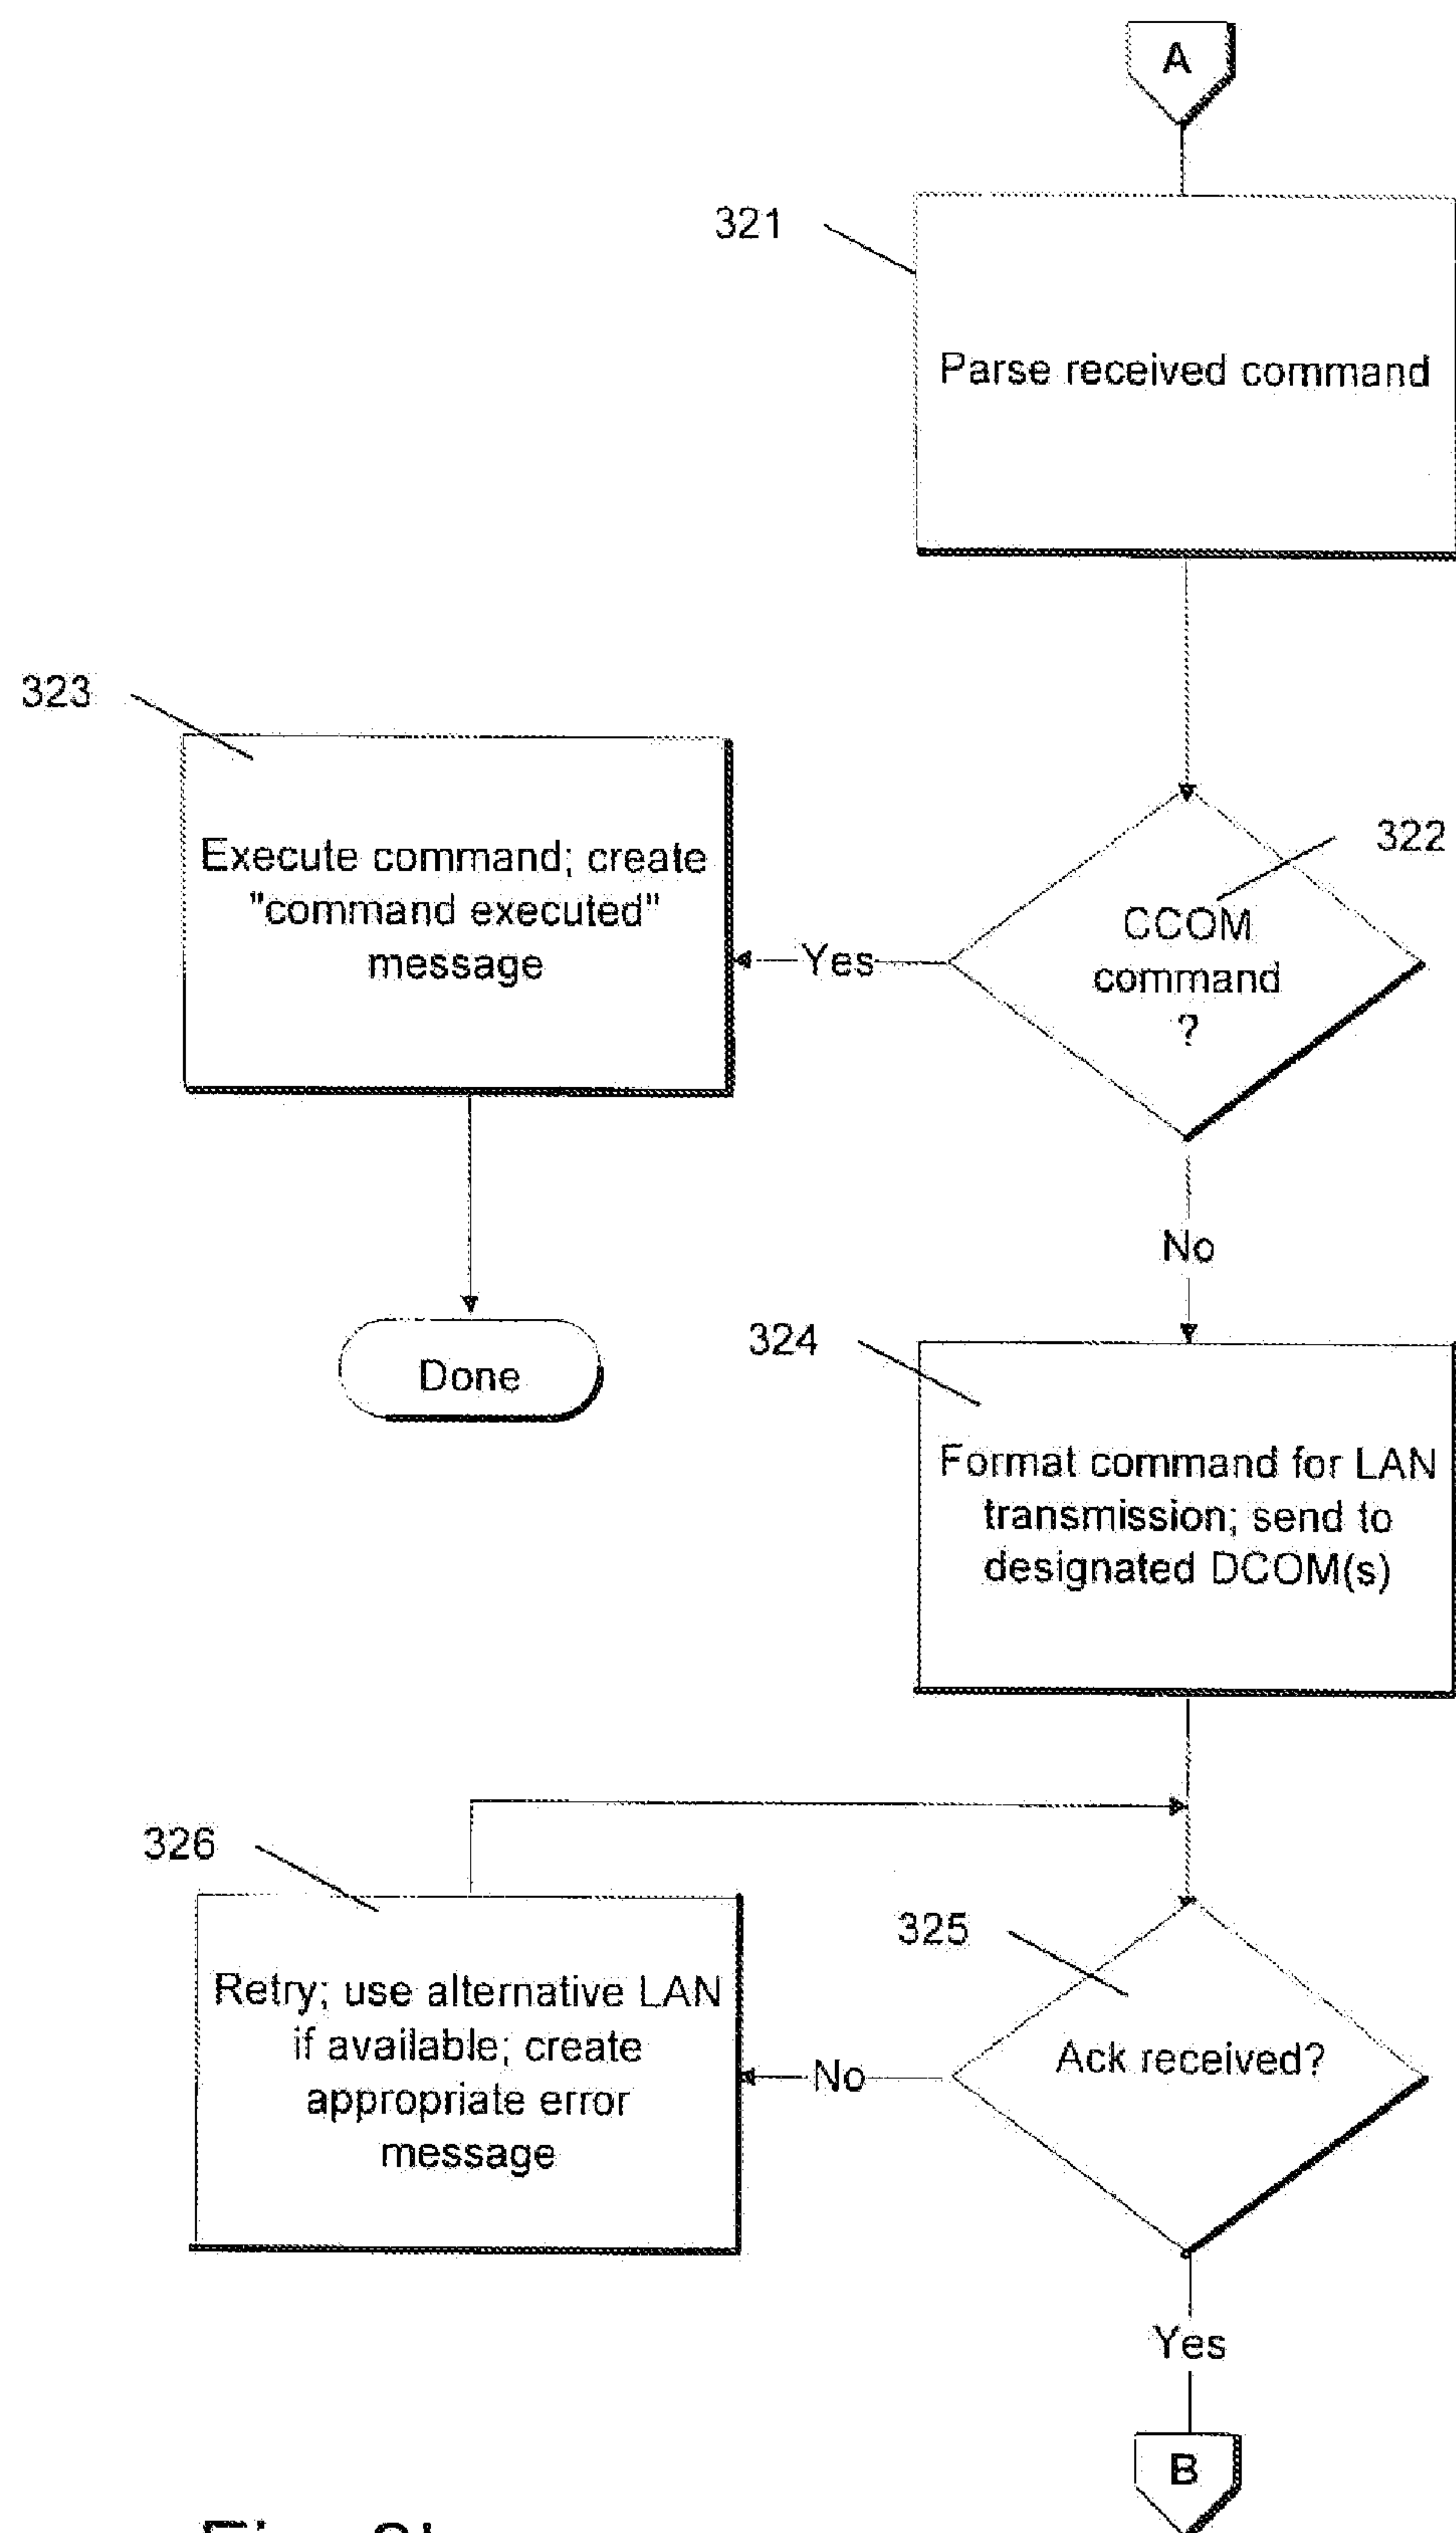 A
321
Parse received command
323
Execute command; create
"command executed"
message
Yes
322
CCOM
command
?
No
Done
324
Format command for LAN
transmission; send to
designated DCOM(s)
326
Retry; use alternative LAN
if available; create
appropriate error
message
No
325
Ack received?
Yes
B